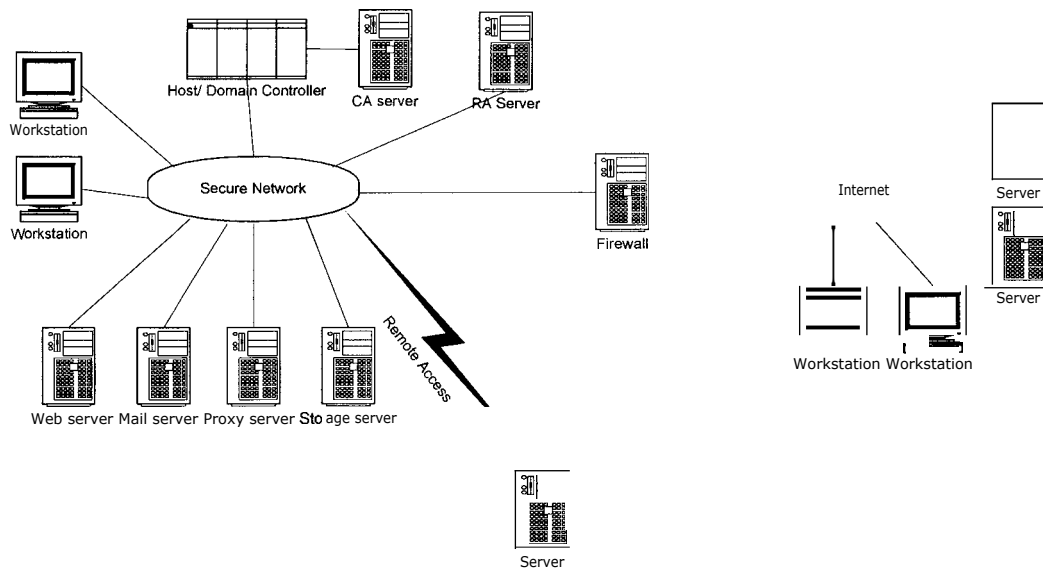 Host/ Domain Controller
CA server
RA Server
Workstation
Secure Network
Internet
Server
Workstation
Firewall
Server
Remote Access
Workstation Workstation
Web server Mail server Proxy server Sto age server
Server